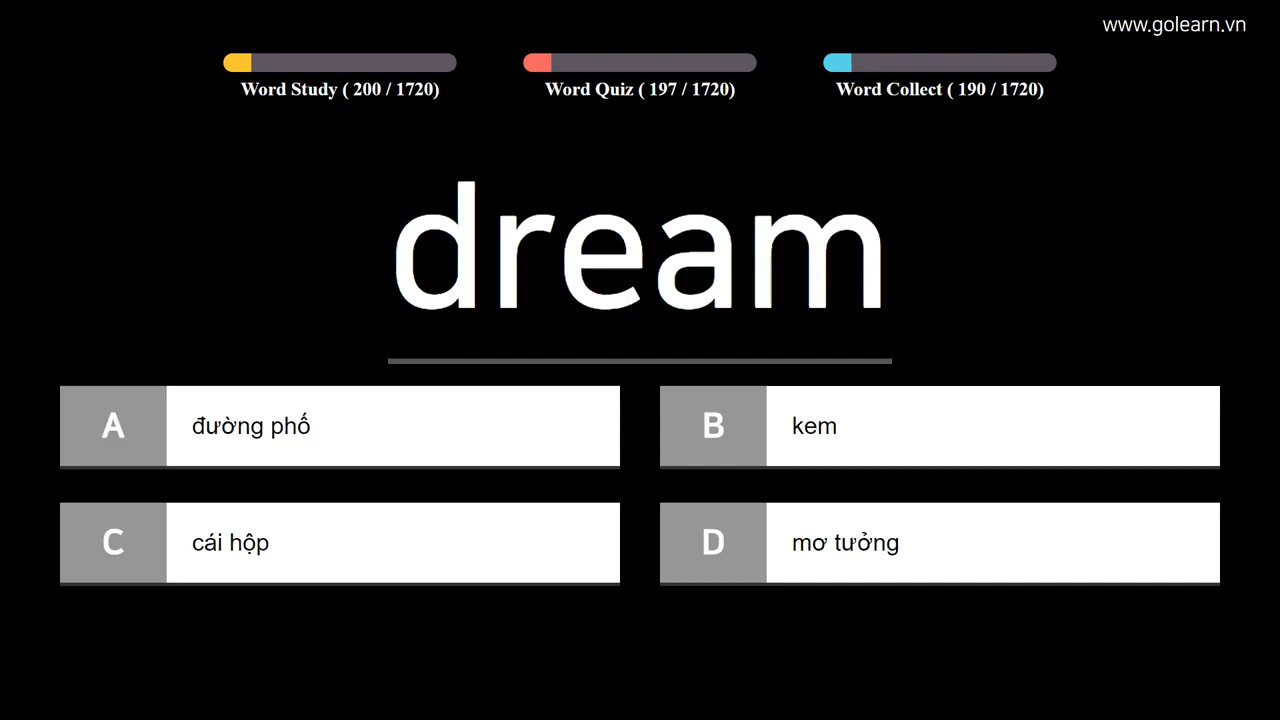 www.golearn.vn
Word Study ( 200 / 1720)
Word Quiz ( 197 / 1720)
Word Collect ( 190 / 1720)
dream
A
đường phố
B
kem
C
cái hộp
D
mơ tưởng